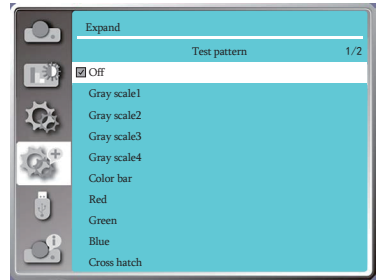 Expand
Test pattern 1/2
Off
Gray scale1
Gray scale2
Gray scale3
Gray scale4
Color bar
Red
Green
Blue
Cross hatch